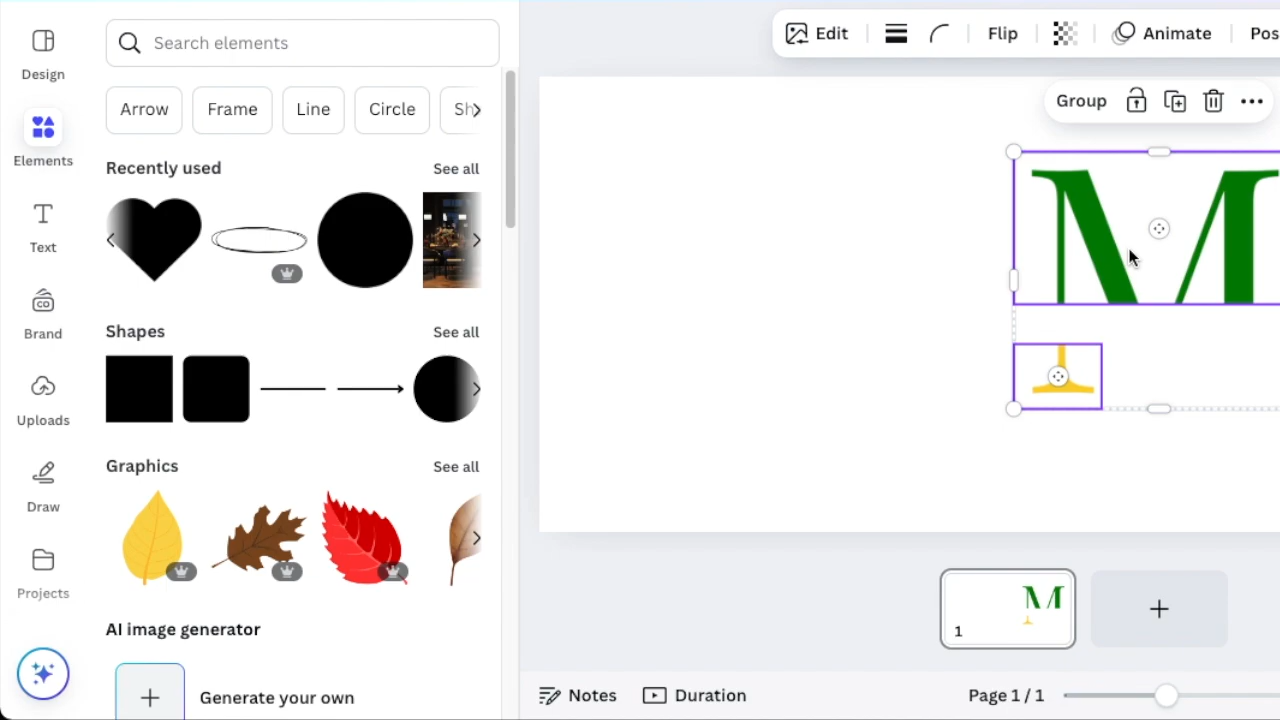 Design
Elements
Text
Brand
Uploads
Draw
Projects
Search elements
Arrow
Frame
Line
Circle
Sh
Recently used
See all
Shapes
See all
Graphics
See all
AI image generator
Generate your own
Edit
Flip
Animate
Pos
Group
M
1
M
Notes
Duration
Page 1 / 1